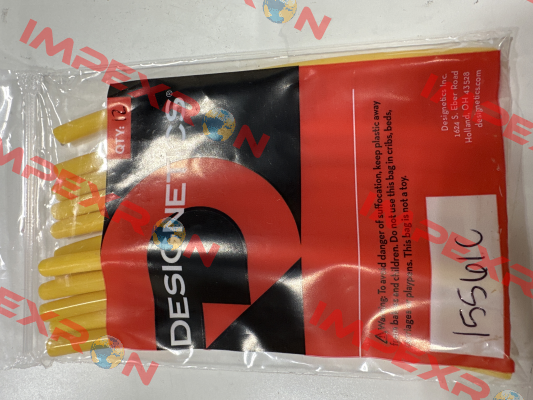 QTY:
DESIGNETICS®
Designetics Inc.
1624 S. Eber Road
Holland, OH 43528
designetics.com
Warning: To avoid danger of suffocation, keep plastic away
from babies and children. Do not use this bag in cribs, beds,
carriages, playpens. This bag is not a toy.
15561C
IMPEXRON
IMPEXRON
IMPEXRON
IMPEXRON
IMPEXRON
IMPEXRON